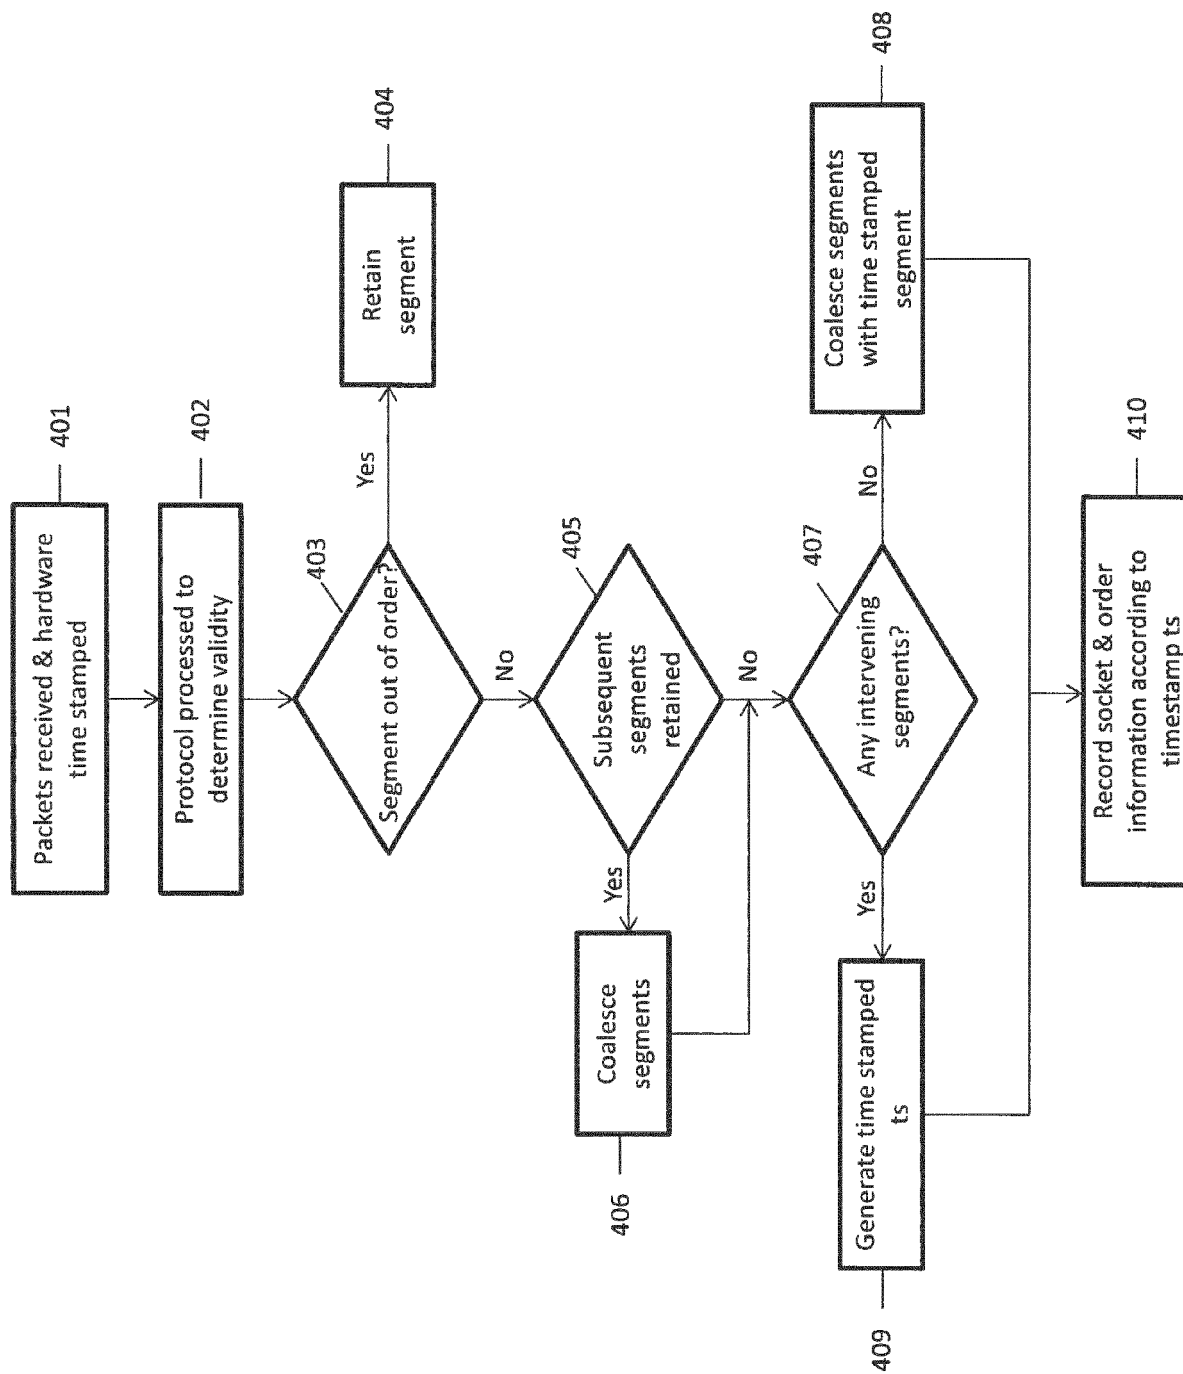 Packets received & hardware
time stamped
401
Protocol processed to
determine validity
402
Segment out of order?
403
Yes
Retain
segment
404
No
Subsequent
segments
retained
405
Yes
Coalesce
segments
406
No
Any intervening
segments?
407
No
Coalesce segments
with time stamped
segment
408
Yes
Generate time stamped
ts
409
Record socket & order
information according to
timestamp ts
410